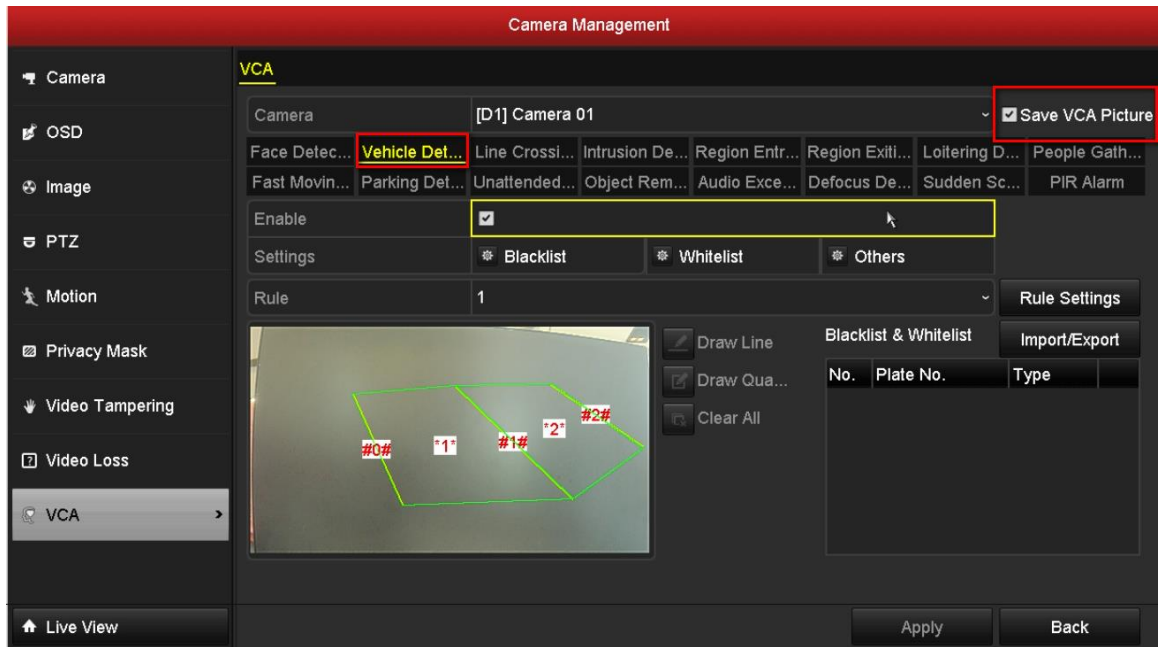 Camera Management
Camera
OSD
Image
PTZ
Motion
Privacy Mask
Video Tampering
Video Loss
VCA
Live View
VCA
Camera [D1] Camera 01 Save VCA Picture
Face Detec... Vehicle Det... Line Crossi... Intrusion De... Region Entr... Region Exiti... Loitering D... People Gath...
Fast Movin... Parking Det... Unattended... Object Rem... Audio Exce... Defocus De... Sudden Sc... PIR Alarm
Enable
Settings Blacklist Whitelist Others
Rule 1 Rule Settings
#0# *1* #1# *2* #2#
Draw Line
Draw Qua...
Clear All
Blacklist & Whitelist Import/Export
No. Plate No. Type
Apply Back